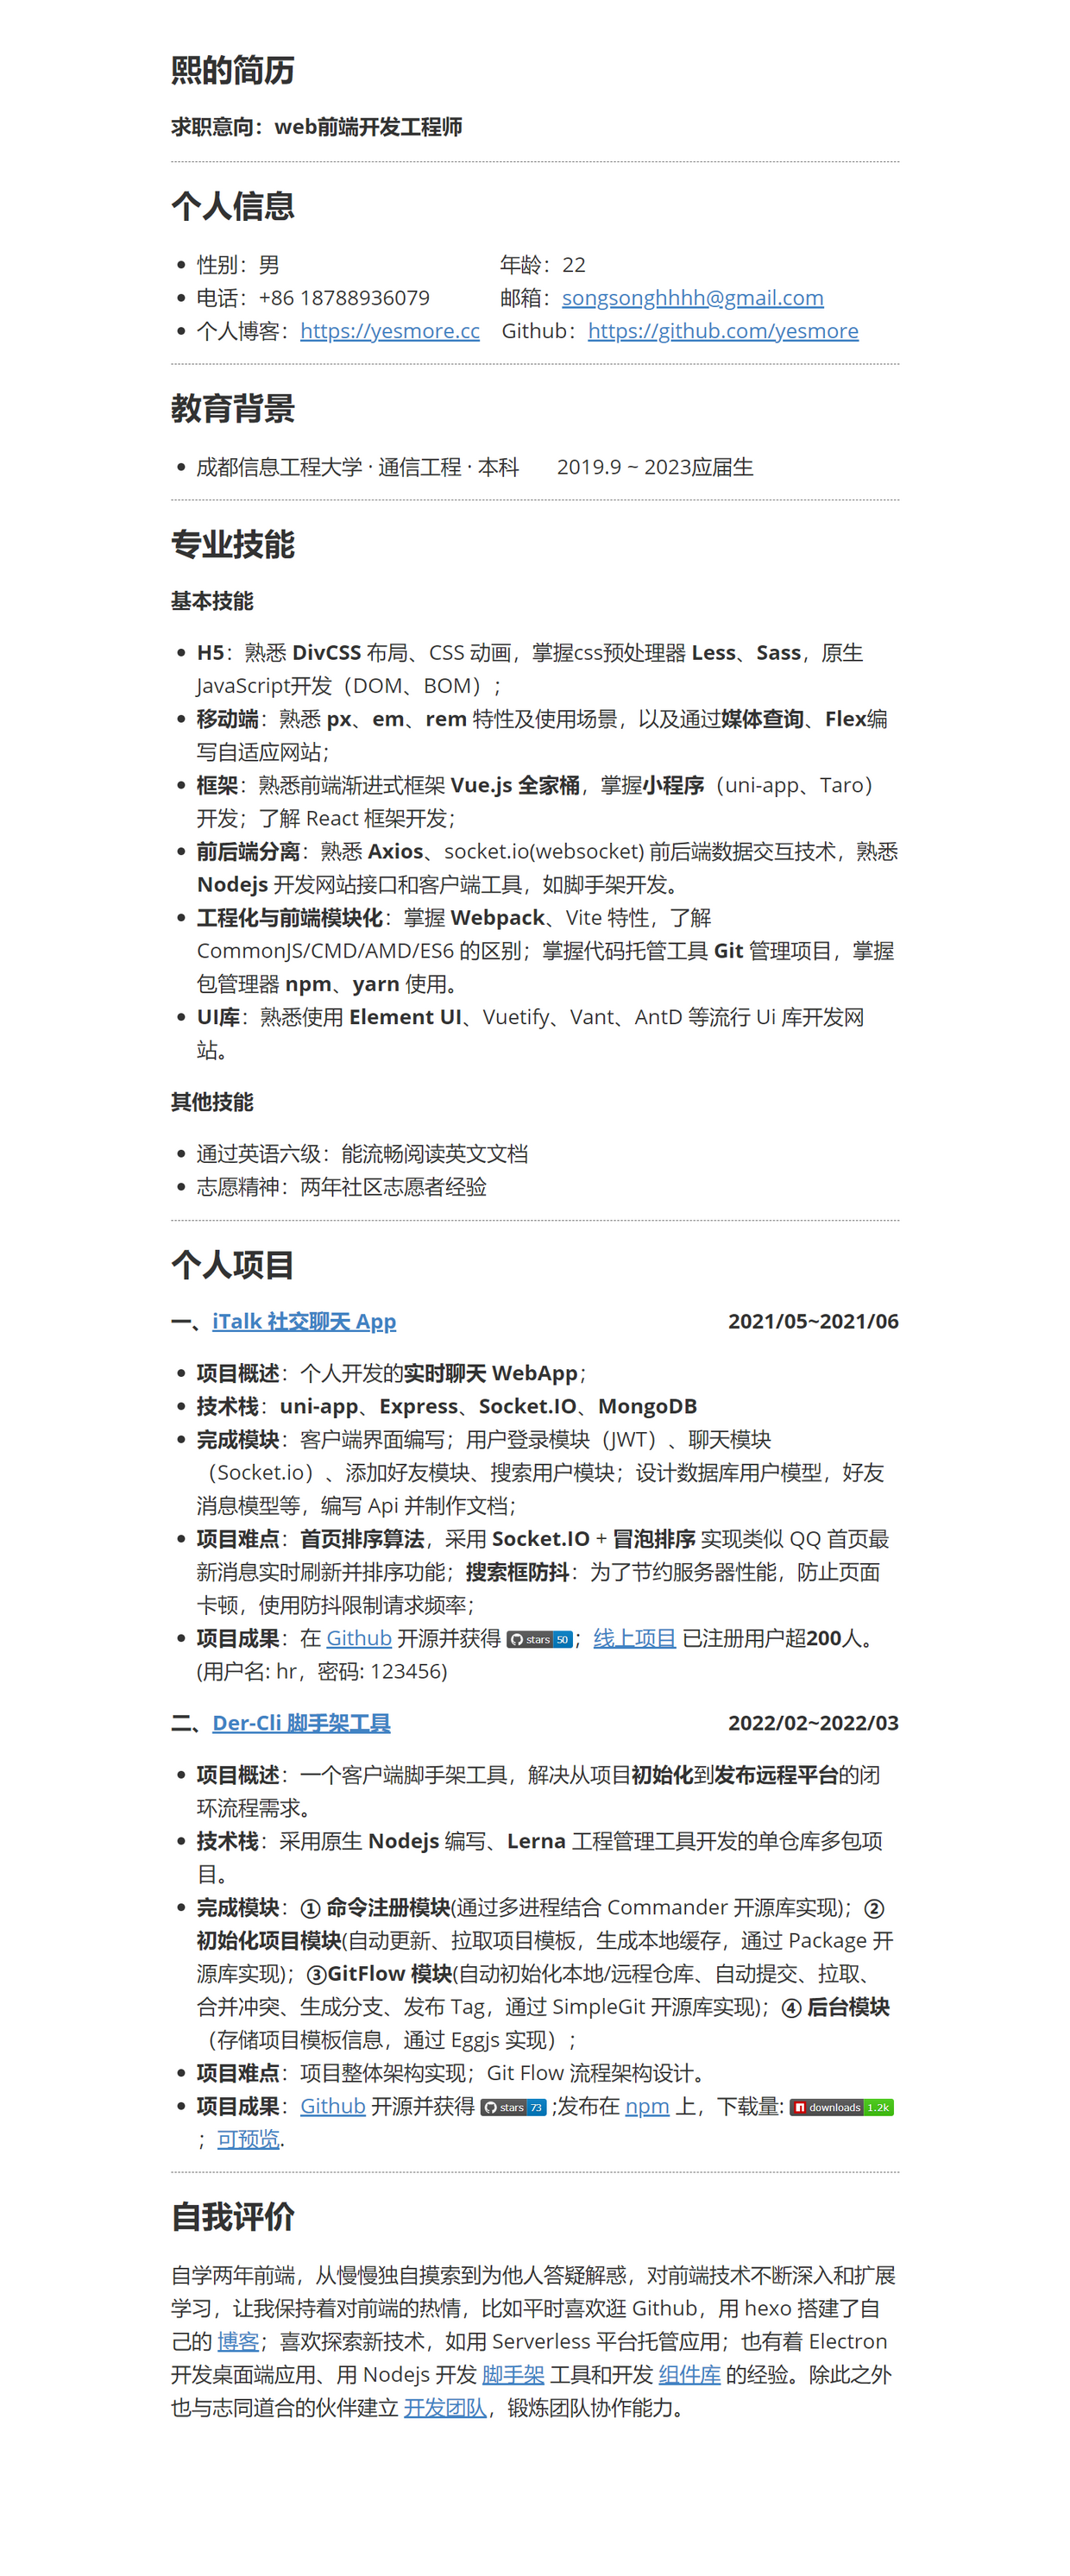 熙的简历
求职意向：web前端开发工程师
个人信息
性别：男 年龄：22
电话：+86 18788936079 邮箱：songsonghhhh@gmail.com
个人博客：https://yesmore.cc Github：https://github.com/yesmore
教育背景
成都信息工程大学 · 通信工程 · 本科 2019.9 ~ 2023应届生
专业技能
基本技能
H5：熟悉 DivCSS 布局、CSS 动画，掌握css预处理器 Less、Sass，原生
JavaScript开发（DOM、BOM）；
移动端：熟悉 px、em、rem 特性及使用场景，以及通过媒体查询、Flex编
写自适应网站；
框架：熟悉前端渐进式框架 Vue.js 全家桶，掌握小程序（uni-app、Taro）
开发；了解 React 框架开发；
前后端分离：熟悉 Axios、socket.io(websocket) 前后端数据交互技术，熟悉
Nodejs 开发网站接口和客户端工具，如脚手架开发。
工程化与前端模块化：掌握 Webpack、Vite 特性，了解
CommonJS/CMD/AMD/ES6 的区别；掌握代码托管工具 Git 管理项目，掌握
包管理器 npm、yarn 使用。
UI库：熟悉使用 Element UI、Vuetify、Vant、AntD 等流行 Ui 库开发网
站。
其他技能
通过英语六级：能流畅阅读英文文档
志愿精神：两年社区志愿者经验
个人项目
一、iTalk 社交聊天 App 2021/05~2021/06
项目概述：个人开发的实时聊天 WebApp；
技术栈：uni-app、Express、Socket.IO、MongoDB
完成模块：客户端界面编写；用户登录模块（JWT）、聊天模块
（Socket.io）、添加好友模块、搜索用户模块；设计数据库用户模型，好友
消息模型等，编写 Api 并制作文档；
项目难点：首页排序算法，采用 Socket.IO + 冒泡排序 实现类似 QQ 首页最
新消息实时刷新并排序功能；搜索框防抖：为了节约服务器性能，防止页面
卡顿，使用防抖限制请求频率；
项目成果：在 Github 开源并获得 stars 50；线上项目 已注册用户超200人。
(用户名: hr，密码: 123456)
二、Der-Cli 脚手架工具 2022/02~2022/03
项目概述：一个客户端脚手架工具，解决从项目初始化到发布远程平台的闭
环流程需求。
技术栈：采用原生 Nodejs 编写、Lerna 工程管理工具开发的单仓库多包项
目。
完成模块：① 命令注册模块(通过多进程结合 Commander 开源库实现)；②
初始化项目模块(自动更新、拉取项目模板，生成本地缓存，通过 Package 开
源库实现)；③GitFlow 模块(自动初始化本地/远程仓库、自动提交、拉取、
合并冲突、生成分支、发布 Tag，通过 SimpleGit 开源库实现)；④ 后台模块
（存储项目模板信息，通过 Eggjs 实现）；
项目难点：项目整体架构实现；Git Flow 流程架构设计。
项目成果：Github 开源并获得 stars 73 ;发布在 npm 上，下载量: downloads 1.2k
；可预览.
自我评价
自学两年前端，从慢慢独自摸索到为他人答疑解惑，对前端技术不断深入和扩展
学习，让我保持着对前端的热情，比如平时喜欢逛 Github，用 hexo 搭建了自
己的 博客；喜欢探索新技术，如用 Serverless 平台托管应用；也有着 Electron
开发桌面端应用、用 Nodejs 开发 脚手架 工具和开发 组件库 的经验。除此之外
也与志同道合的伙伴建立 开发团队，锻炼团队协作能力。